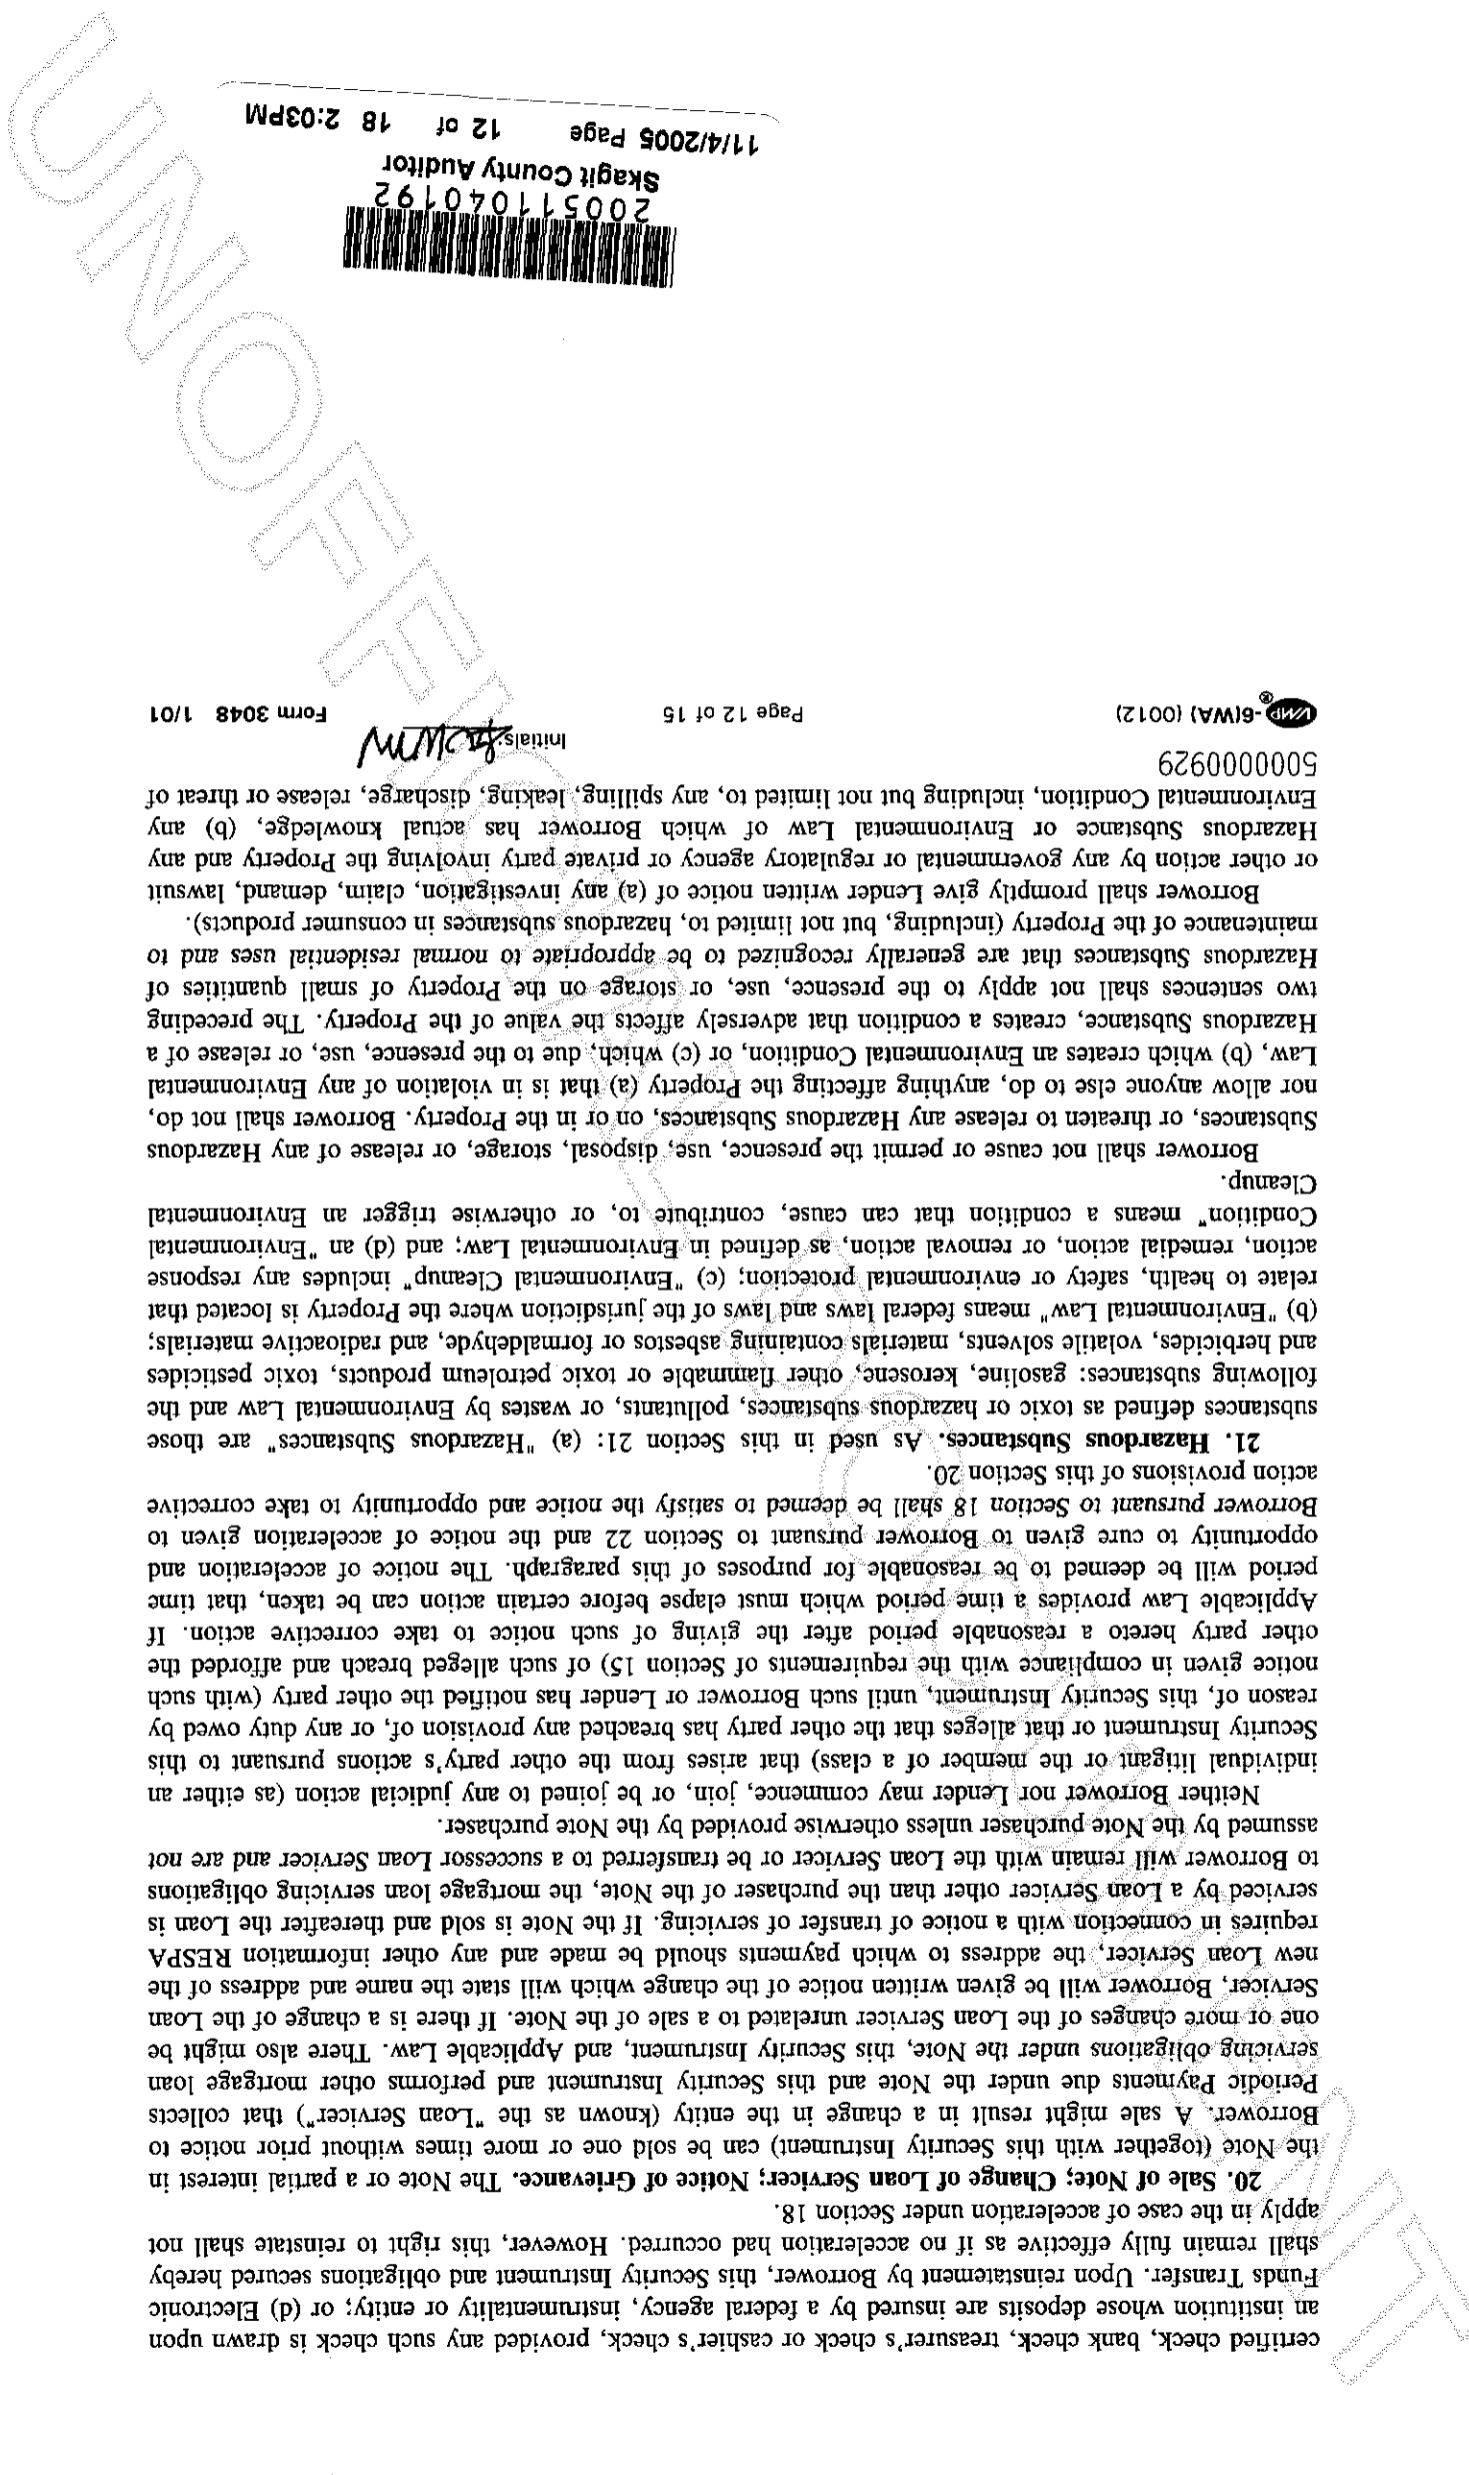 certified check, bank check, treasurer's check or cashier's check, provided any such check is drawn upon
an institution whose deposits are insured by a federal agency, instrumentality or entity; or (d) Electronic
Funds Transfer. Upon reinstatement by Borrower, this Security Instrument and obligations secured hereby
shall remain fully effective as if no acceleration had occurred. However, this right to reinstate shall not
apply in the case of acceleration under Section 18.
20. Sale of Note; Change of Loan Servicer; Notice of Grievance. The Note or a partial interest in
the Note (together with this Security Instrument) can be sold one or more times without prior notice to
Borrower. A sale might result in a change in the entity (known as the "Loan Servicer") that collects
Periodic Payments due under the Note and this Security Instrument and performs other mortgage loan
servicing obligations under the Note, this Security Instrument, and Applicable Law. There also might be
one or more changes of the Loan Servicer unrelated to a sale of the Note. If there is a change of the Loan
Servicer, Borrower will be given written notice of the change which will state the name and address of the
new Loan Servicer, the address to which payments should be made and any other information RESPA
requires in connection with a notice of transfer of servicing. If the Note is sold and thereafter the Loan is
serviced by a Loan Servicer other than the purchaser of the Note, the mortgage loan servicing obligations
to Borrower will remain with the Loan Servicer or be transferred to a successor Loan Servicer and are not
assumed by the Note purchaser unless otherwise provided by the Note purchaser.
Neither Borrower nor Lender may commence, join, or be joined to any judicial action (as either an
individual litigant or the member of a class) that arises from the other party's actions pursuant to this
Security Instrument or that alleges that the other party has breached any provision of, or any duty owed by
reason of, this Security Instrument, until such Borrower or Lender has notified the other party (with such
notice given in compliance with the requirements of Section 15) of such alleged breach and afforded the
other party hereto a reasonable period after the giving of such notice to take corrective action. If
Applicable Law provides a time period which must elapse before certain action can be taken, that time
period will be deemed to be reasonable for purposes of this paragraph. The notice of acceleration and
opportunity to cure given to Borrower pursuant to Section 22 and the notice of acceleration given to
Borrower pursuant to Section 18 shall be deemed to satisfy the notice and opportunity to take corrective
action provisions of this Section 20.
21. Hazardous Substances. As used in this Section 21: (a) "Hazardous Substances" are those
substances defined as toxic or hazardous substances, pollutants, or wastes by Environmental Law and the
following substances: gasoline, kerosene, other flammable or toxic petroleum products, toxic pesticides
and herbicides, volatile solvents, materials containing asbestos or formaldehyde, and radioactive materials;
(b) "Environmental Law" means federal laws and laws of the jurisdiction where the Property is located that
relate to health, safety or environmental protection; (c) "Environmental Cleanup" includes any response
action, remedial action, or removal action, as defined in Environmental Law; and (d) an "Environmental
Condition" means a condition that can cause, contribute to, or otherwise trigger an Environmental
Cleanup.
Borrower shall not cause or permit the presence, use, disposal, storage, or release of any Hazardous
Substances, or threaten to release any Hazardous Substances, on or in the Property. Borrower shall not do,
nor allow anyone else to do, anything affecting the Property (a) that is in violation of any Environmental
Law, (b) which creates an Environmental Condition, or (c) which, due to the presence, use, or release of a
Hazardous Substance, creates a condition that adversely affects the value of the Property. The preceding
two sentences shall not apply to the presence, use, or storage on the Property of small quantities of
Hazardous Substances that are generally recognized to be appropriate to normal residential uses and to
maintenance of the Property (including, but not limited to, hazardous substances in consumer products).
Borrower shall promptly give Lender written notice of (a) any investigation, claim, demand, lawsuit
or other action by any governmental or regulatory agency or private party involving the Property and any
Hazardous Substance or Environmental Law of which Borrower has actual knowledge, (b) any
Environmental Condition, including but not limited to, any spilling, leaking, discharge, release or threat of
5000000929
Initials:
VMP®-6(WA) (0012) Page 12 of 15 Form 3048 1/01
200511040192
Skagit County Auditor
11/4/2005 Page 12 of 18 2:03PM
UNOFFICIAL DOCUMENT